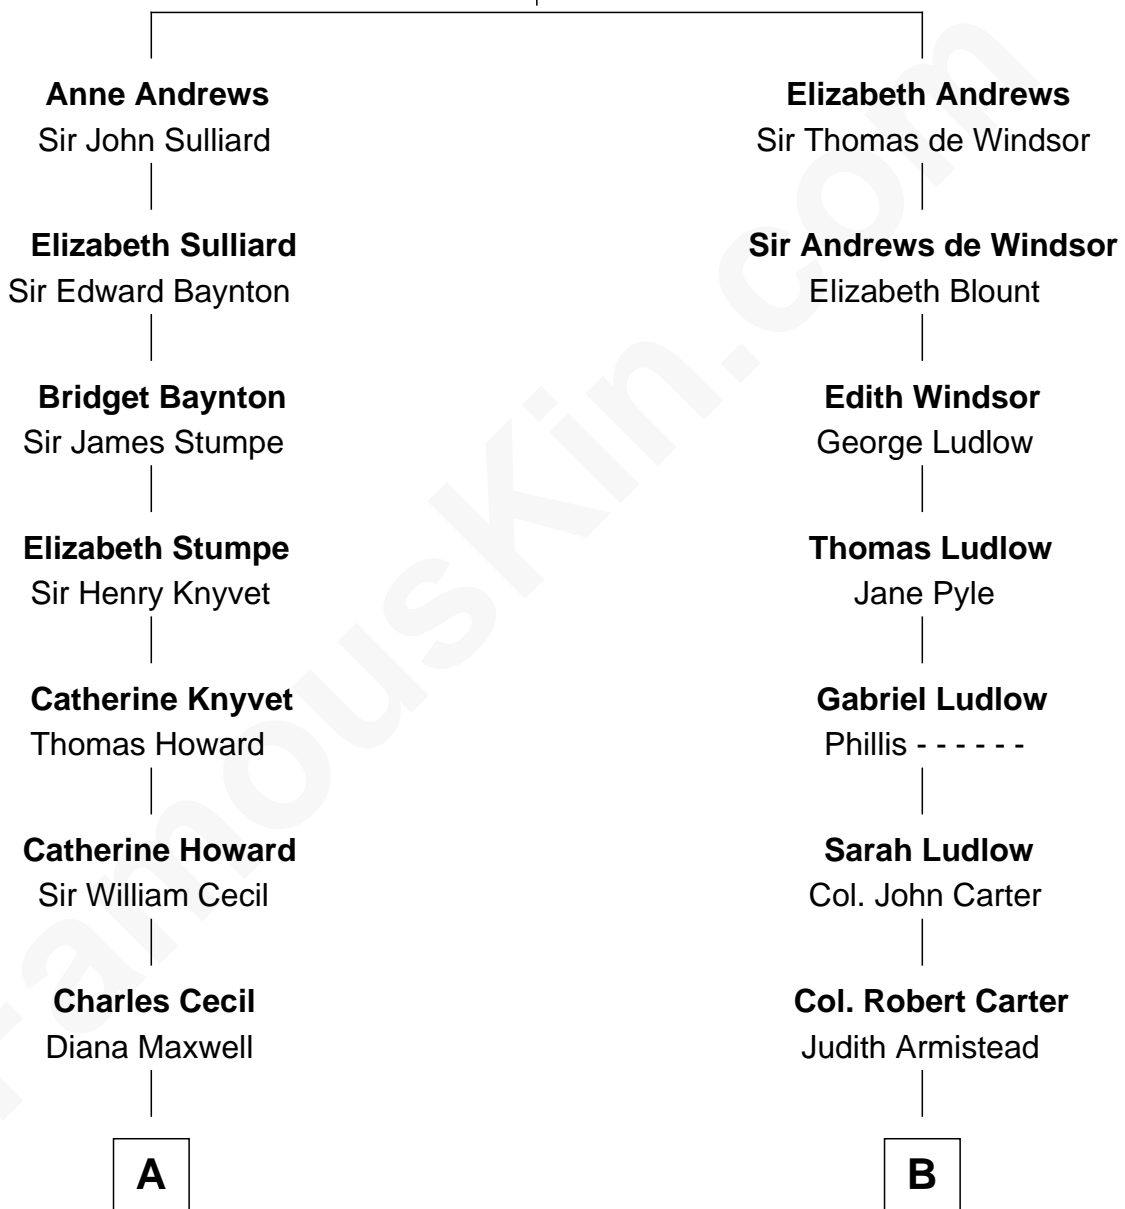 Anne Andrews
Sir John Sulliard
Elizabeth Sulliard
Sir Edward Baynton
Bridget Baynton
Sir James Stumpe
Elizabeth Stumpe
Sir Henry Knyvet
Catherine Knyvet
Thomas Howard
Catherine Howard
Sir William Cecil
Charles Cecil
Diana Maxwell
A
Elizabeth Andrews
Sir Thomas de Windsor
Sir Andrews de Windsor
Elizabeth Blount
Edith Windsor
George Ludlow
Thomas Ludlow
Jane Pyle
Gabriel Ludlow
Phillis - - - - - -
Sarah Ludlow
Col. John Carter
Col. Robert Carter
Judith Armistead
B
FamousKin.com